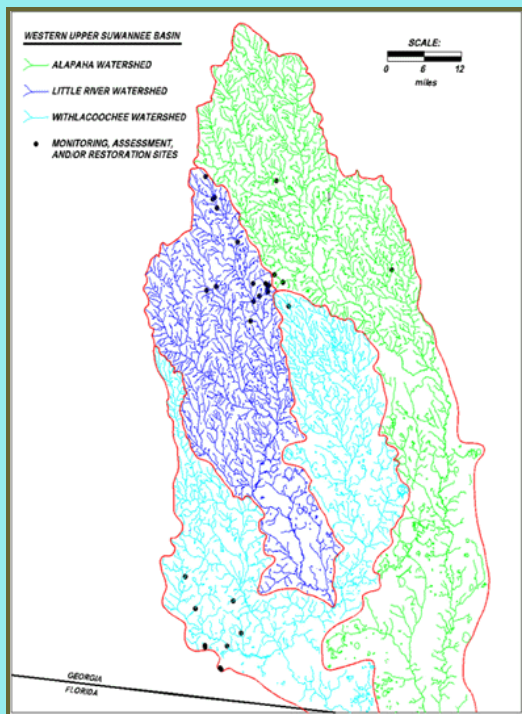 WESTERN UPPER SUWANNEE BASIN
ALAPAHA WATERSHED
LITTLE RIVER WATERSHED
WITHLACOOCHEE WATERSHED
MONITORING, ASSESSMENT,
AND/OR RESTORATION SITES
SCALE:
0 6 12
miles
GEORGIA
FLORIDA